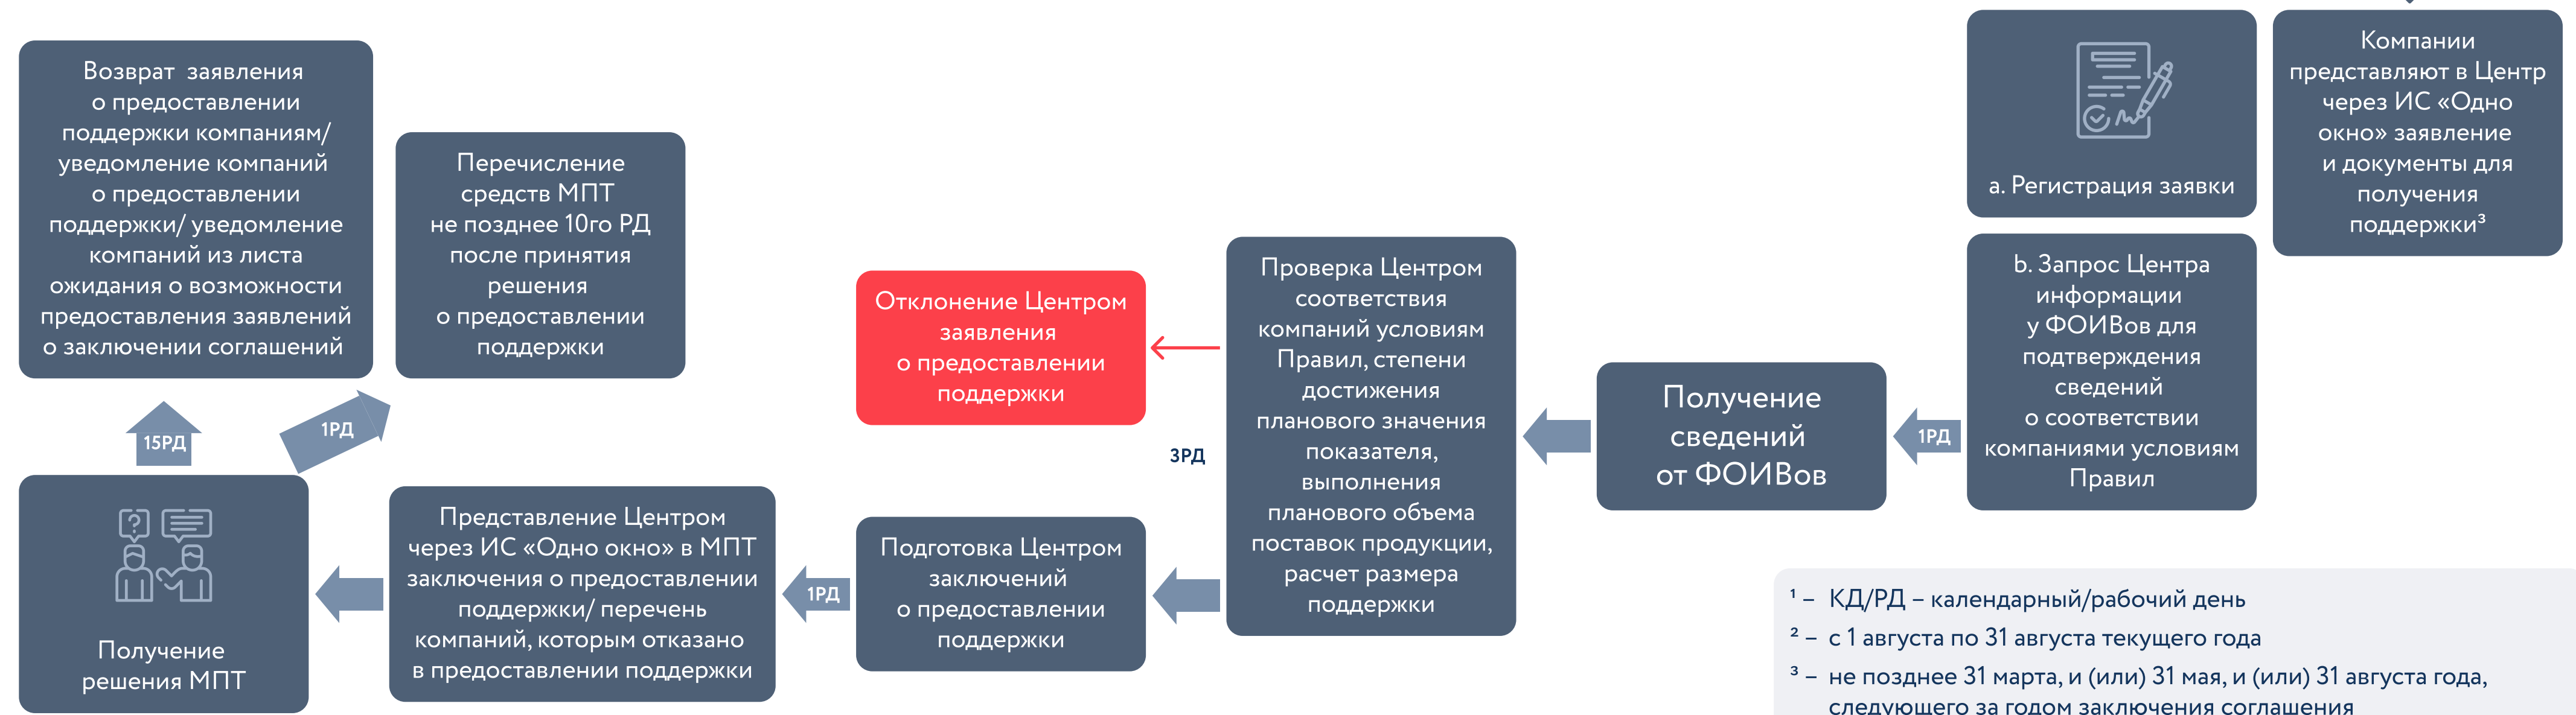 Возврат заявления
о предоставлении
поддержки компаниям/
уведомление компаний
о предоставлении
поддержки/ уведомление
компаний из листа
ожидания о возможности
предоставления заявлений
о заключении соглашений
Перечисление
средств МПТ
не позднее 10го РД
после принятия
решения
о предоставлении
поддержки
15РД
1РД
Получение
решения МПТ
Представление Центром
через ИС «Одно окно» в МПТ
заключения о предоставлении
поддержки/ перечень
компаний, которым отказано
в предоставлении поддержки
1РД
Отклонение Центром
заявления
о предоставлении
поддержки
3РД
Подготовка Центром
заключений
о предоставлении
поддержки
Проверка Центром
соответствия
компаний условиям
Правил, степени
достижения
планового значения
показателя,
выполнения
планового объема
поставок продукции,
расчет размера
поддержки
Получение
сведений
от ФОИВов
1РД
a. Регистрация заявки
b. Запрос Центра
информации
у ФОИВов для
подтверждения
сведений
о соответствии
компаниями условиям
Правил
Компании
представляют в Центр
через ИС «Одно
окно» заявление
и документы для
получения
поддержки³
¹ – КД/РД – календарный/рабочий день
² – с 1 августа по 31 августа текущего года
³ – не позднее 31 марта, и (или) 31 мая, и (или) 31 августа года,
следующего за годом заключения соглашения